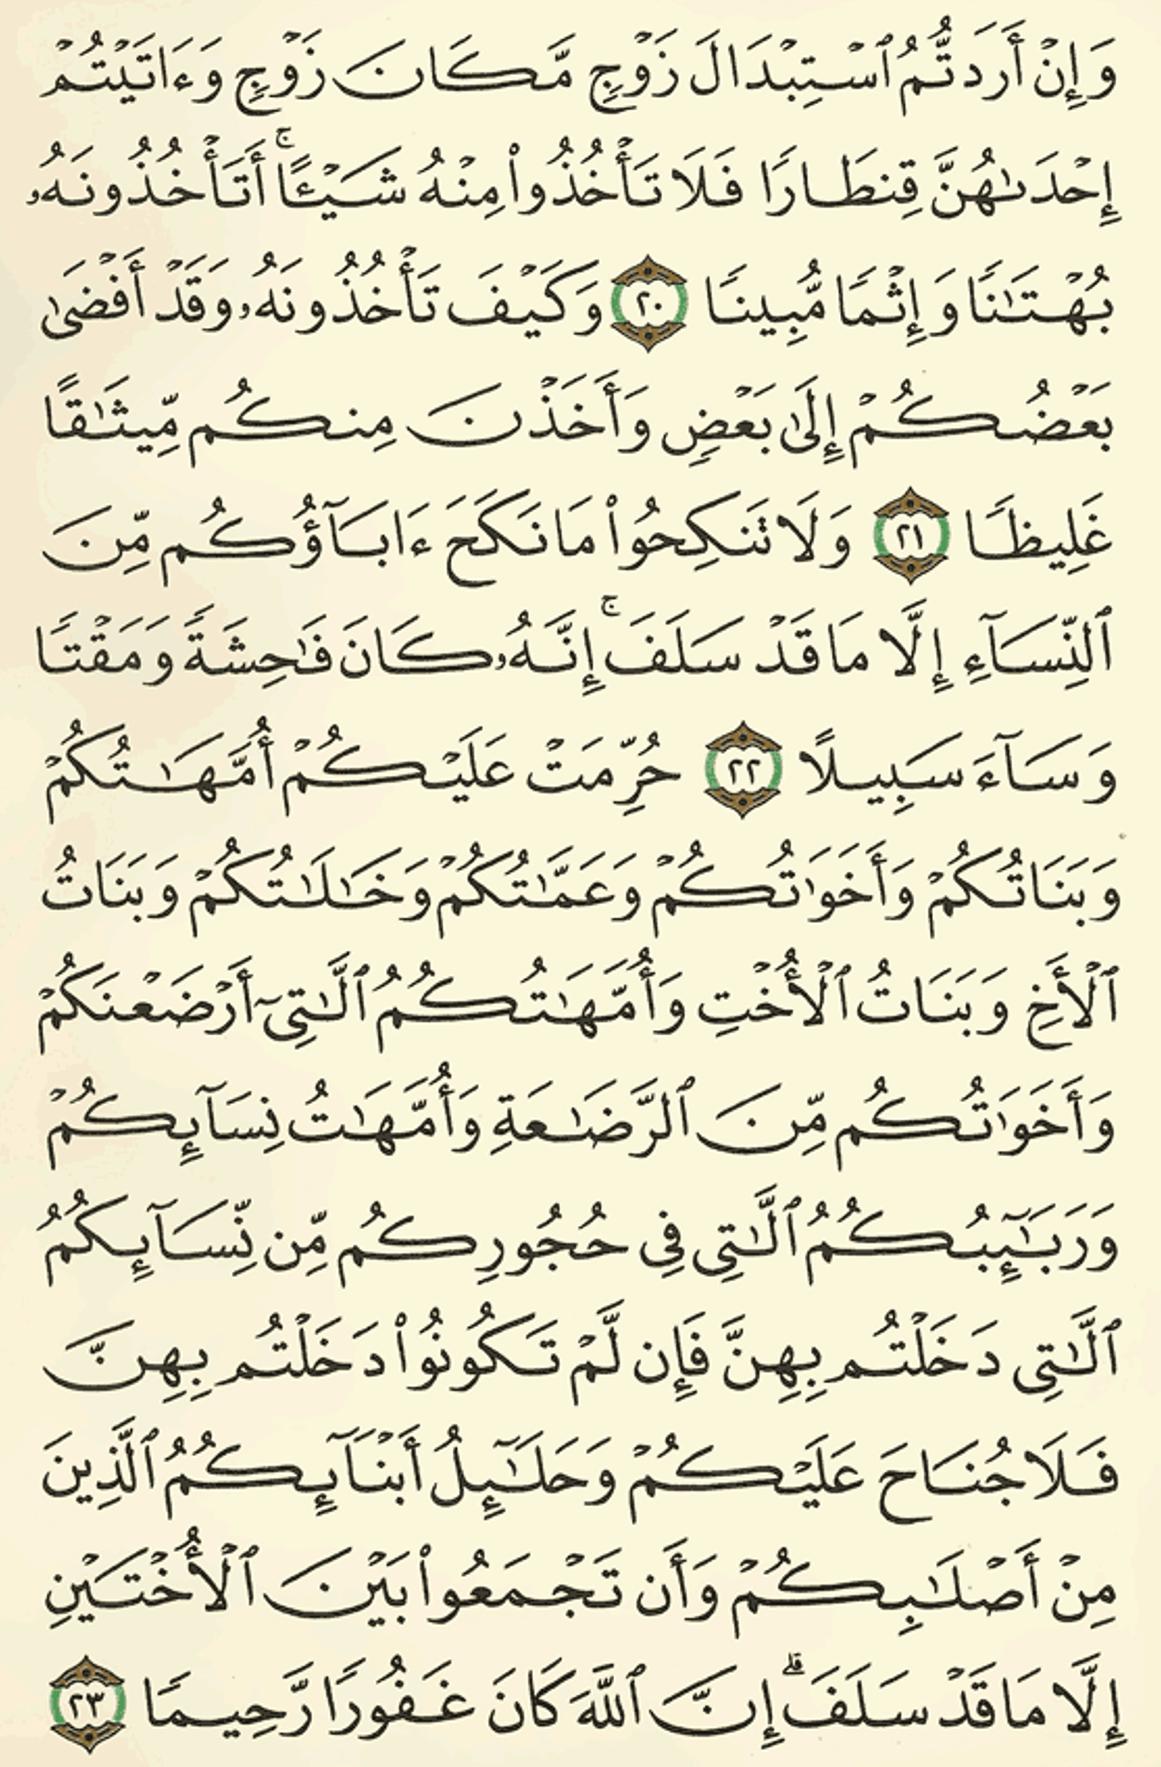 وَإِنْ أَرَدتُّمُ ٱسْتِبْدَالَ زَوْجٍ مَّكَانَ زَوْجٍ وَءَاتَيْتُمْ
إِحْدَىٰهُنَّ قِنطَارًا فَلَا تَأْخُذُوا۟ مِنْهُ شَيْـًٔا ۚ أَتَأْخُذُونَهُۥ
بُهْتَـٰنًا وَإِثْمًا مُّبِينًا ٢٠ وَكَيْفَ تَأْخُذُونَهُۥ وَقَدْ أَفْضَىٰ
بَعْضُكُمْ إِلَىٰ بَعْضٍ وَأَخَذْنَ مِنكُم مِّيثَـٰقًا
غَلِيظًا ٢١ وَلَا تَنكِحُوا۟ مَا نَكَحَ ءَابَآؤُكُم مِّنَ
ٱلنِّسَآءِ إِلَّا مَا قَدْ سَلَفَ ۚ إِنَّهُۥ كَانَ فَـٰحِشَةً وَمَقْتًا
وَسَآءَ سَبِيلًا ٢٢ حُرِّمَتْ عَلَيْكُمْ أُمَّهَـٰتُكُمْ
وَبَنَاتُكُمْ وَأَخَوَٰتُكُمْ وَعَمَّـٰتُكُمْ وَخَـٰلَـٰتُكُمْ وَبَنَاتُ
ٱلْأَخِ وَبَنَاتُ ٱلْأُخْتِ وَأُمَّهَـٰتُكُمُ ٱلَّـٰتِىٓ أَرْضَعْنَكُمْ
وَأَخَوَٰتُكُم مِّنَ ٱلرَّضَـٰعَةِ وَأُمَّهَـٰتُ نِسَآئِكُمْ
وَرَبَـٰٓئِبُكُمُ ٱلَّـٰتِى فِى حُجُورِكُم مِّن نِّسَآئِكُمُ
ٱلَّـٰتِى دَخَلْتُم بِهِنَّ فَإِن لَّمْ تَكُونُوا۟ دَخَلْتُم بِهِنَّ
فَلَا جُنَاحَ عَلَيْكُمْ وَحَلَـٰٓئِلُ أَبْنَآئِكُمُ ٱلَّذِينَ
مِنْ أَصْلَـٰبِكُمْ وَأَن تَجْمَعُوا۟ بَيْنَ ٱلْأُخْتَيْنِ
إِلَّا مَا قَدْ سَلَفَ ۗ إِنَّ ٱللَّهَ كَانَ غَفُورًا رَّحِيمًا ٢٣